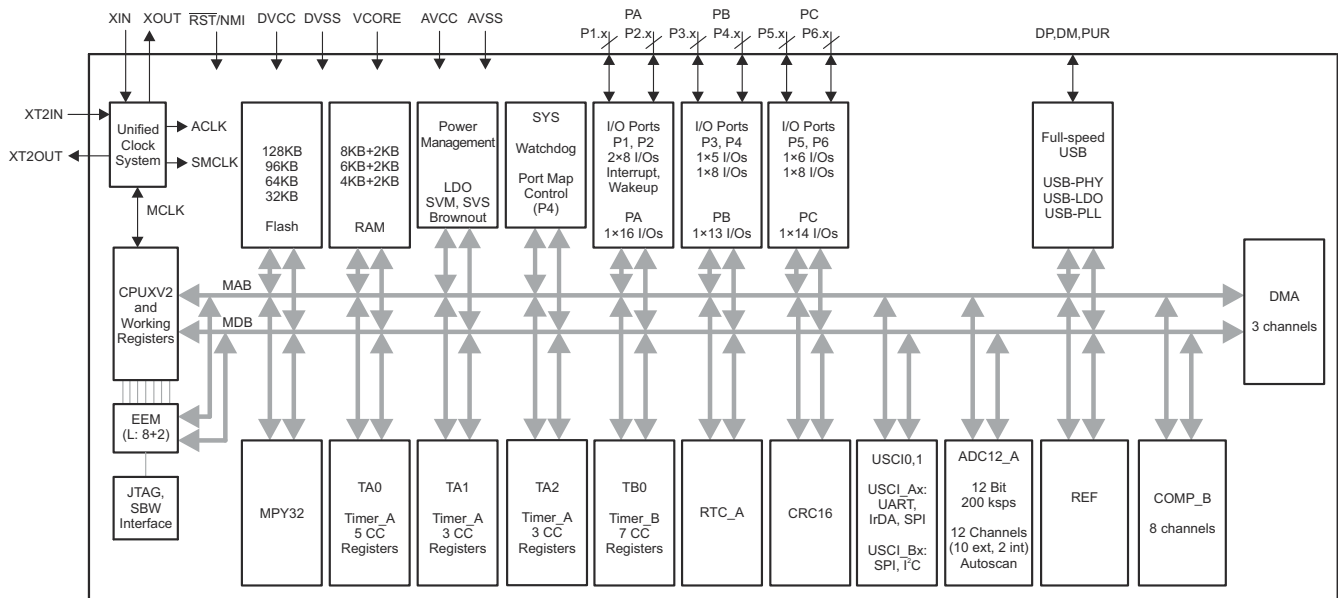 XIN
XOUT
RST/NMI
DVCC
DVSS
VCORE
AVCC
AVSS
PA
P1.x
P2.x
PB
P3.x
P4.x
PC
P5.x
P6.x
DP,DM,PUR
XT2IN
XT2OUT
Unified
Clock
System
ACLK
SMCLK
MCLK
128KB
96KB
64KB
32KB
Flash
8KB+2KB
6KB+2KB
4KB+2KB
RAM
Power
Management
LDO
SVM, SVS
Brownout
SYS
Watchdog
Port Map
Control
(P4)
I/O Ports
P1, P2
2×8 I/Os
Interrupt,
Wakeup
PA
1×16 I/Os
I/O Ports
P3, P4
1×5 I/Os
1×8 I/Os
PB
1×13 I/Os
I/O Ports
P5, P6
1×6 I/Os
1×8 I/Os
PC
1×14 I/Os
Full-speed
USB
USB-PHY
USB-LDO
USB-PLL
CPUXV2
and
Working
Registers
MAB
MDB
DMA
3 channels
EEM
(L: 8+2)
JTAG,
SBW
Interface
MPY32
TA0
Timer_A
5 CC
Registers
TA1
Timer_A
3 CC
Registers
TA2
Timer_A
3 CC
Registers
TB0
Timer_B
7 CC
Registers
RTC_A
CRC16
USCI0,1
USCI_Ax:
UART,
IrDA, SPI
USCI_Bx:
SPI, I²C
ADC12_A
12 Bit
200 ksps
12 Channels
(10 ext, 2 int)
Autoscan
REF
COMP_B
8 channels